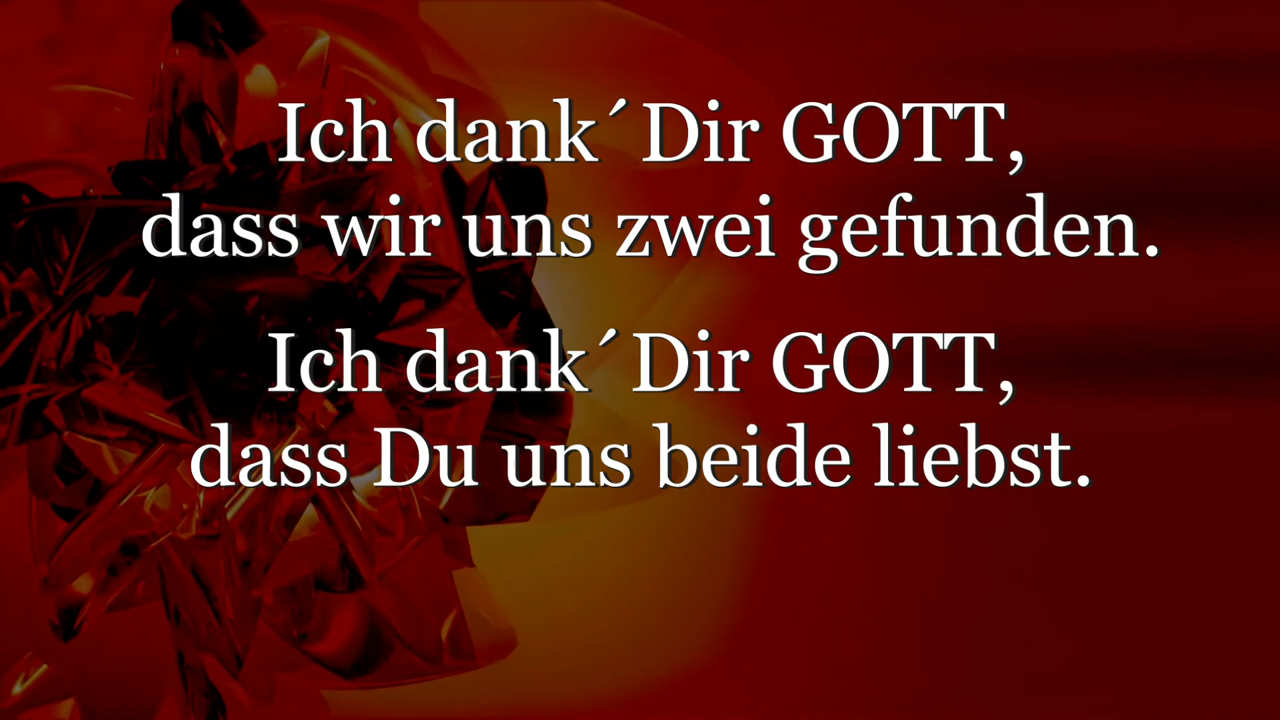 Ich dank´Dir GOTT,
dass wir uns zwei gefunden.
Ich dank´Dir GOTT,
dass Du uns beide liebst.